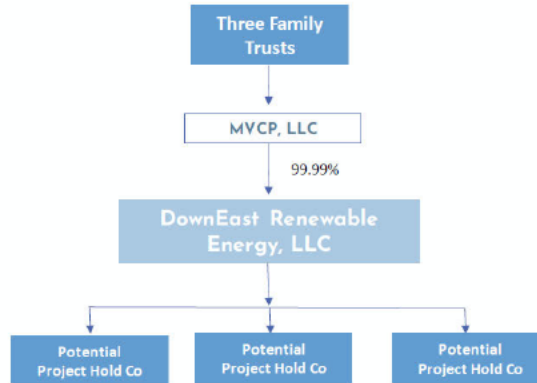 Three Family
Trusts
MVCP, LLC
99.99%
DownEast Renewable
Energy, LLC
Potential
Project Hold Co
Potential
Project Hold Co
Potential
Project Hold Co